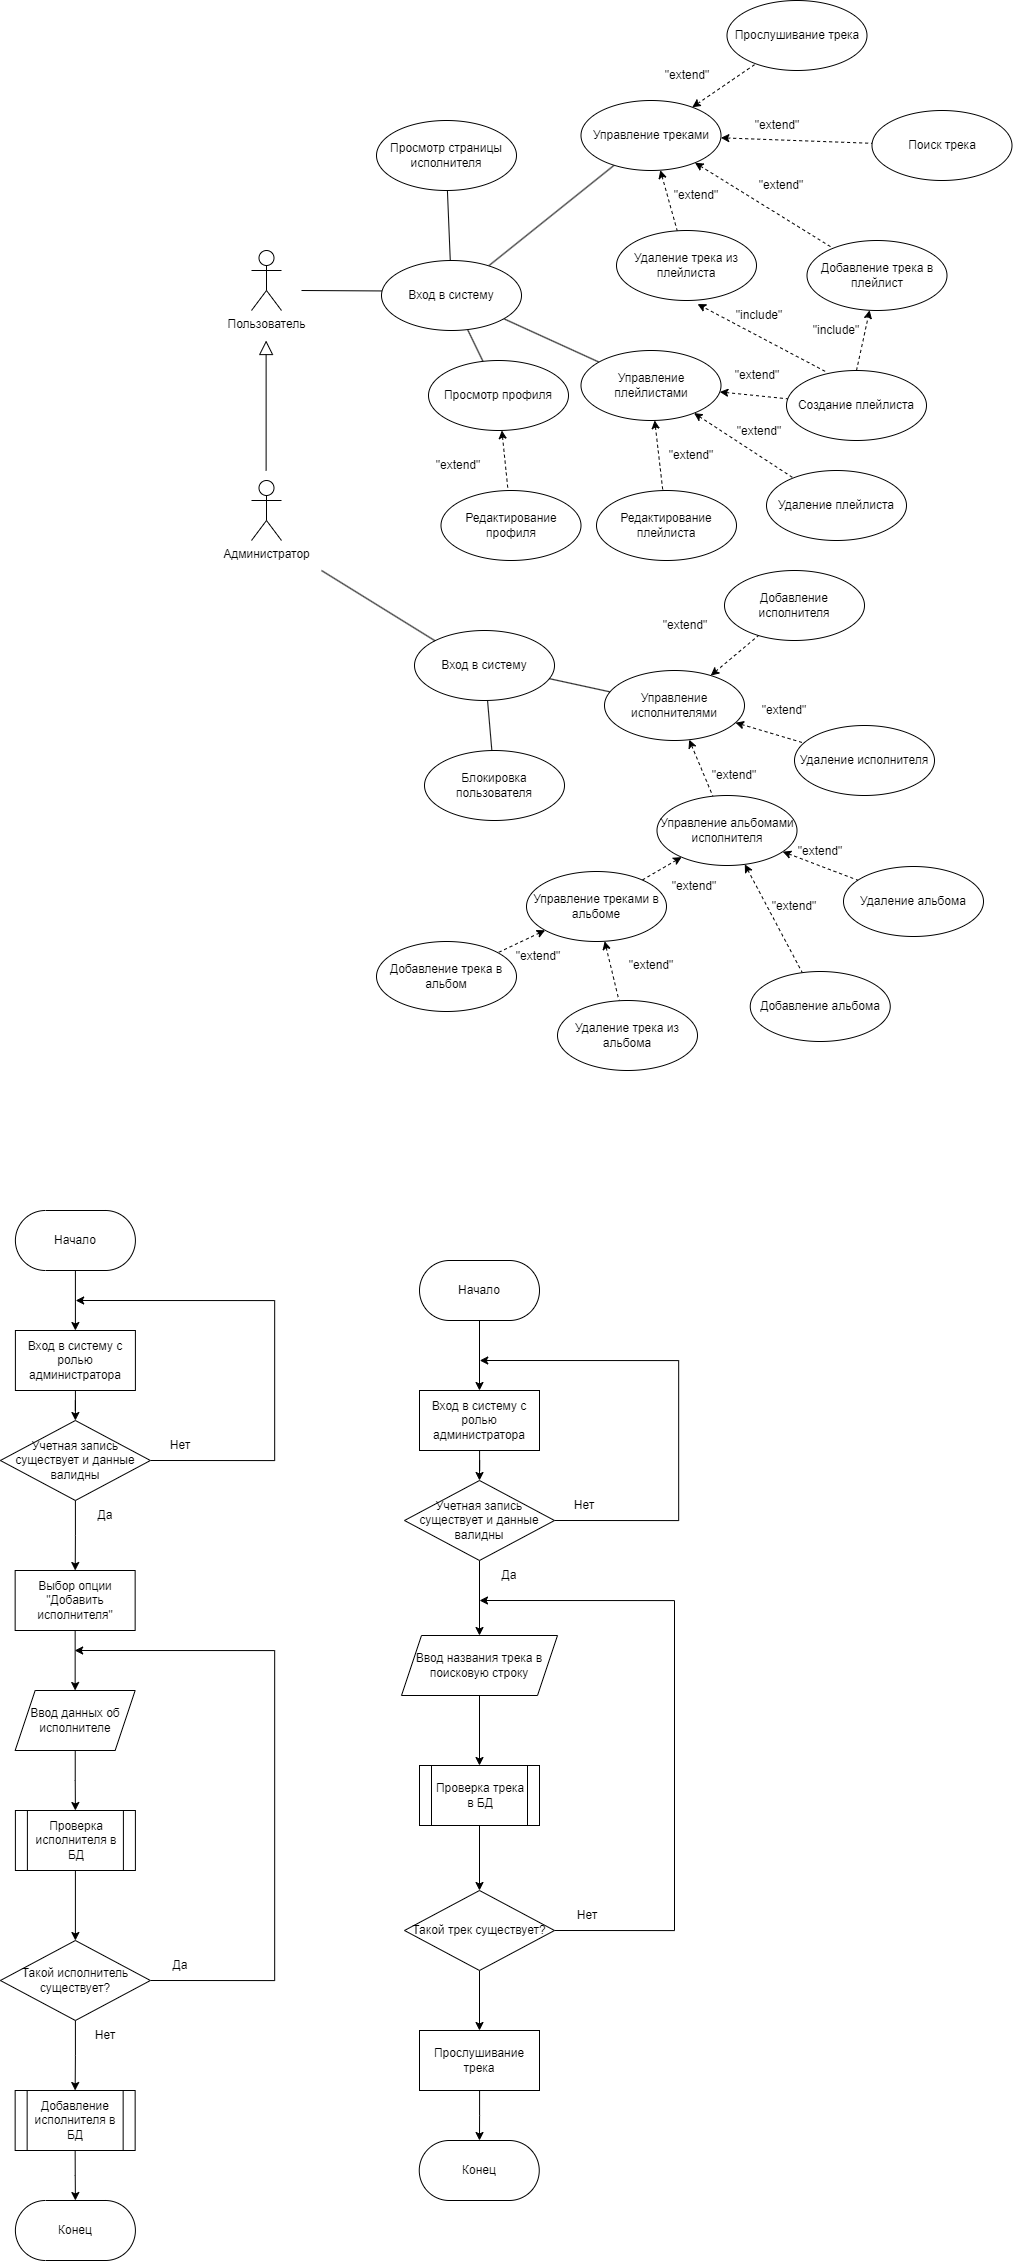 Прослушивание трека
"extend"
Управление треками
"extend"
Поиск трека
Просмотр страницы
исполнителя
"extend"
"extend"
Удаление трека из
плейлиста
Добавление трека в
плейлист
Вход в систему
Пользователь
"include"
"include"
Управление
плейлистами
"extend"
Просмотр профиля
Создание плейлиста
"extend"
"extend"
"extend"
Редактирование
профиля
Редактирование
плейлиста
Удаление плейлиста
Администратор
Добавление
исполнителя
"extend"
Вход в систему
Управление
исполнителями
"extend"
Удаление исполнителя
Блокировка
пользователя
"extend"
Управление альбомами
исполнителя
"extend"
"extend"
Управление треками в
альбоме
Удаление альбома
"extend"
"extend"
"extend"
Добавление трека в
альбом
Добавление альбома
Удаление трека из
альбома
Начало
Вход в систему с
ролью
администратора
Учетная запись
существует и данные
валидны
Нет
Да
Выбор опции
"Добавить
исполнителя"
Ввод данных об
исполнителе
Проверка
исполнителя в
БД
Такой исполнитель
существует?
Да
Нет
Добавление
исполнителя в
БД
Конец
Начало
Вход в систему с
ролью
администратора
Учетная запись
существует и данные
валидны
Нет
Да
Ввод названия трека в
поисковую строку
Проверка трека
в БД
Такой трек существует?
Нет
Прослушивание
трека
Конец